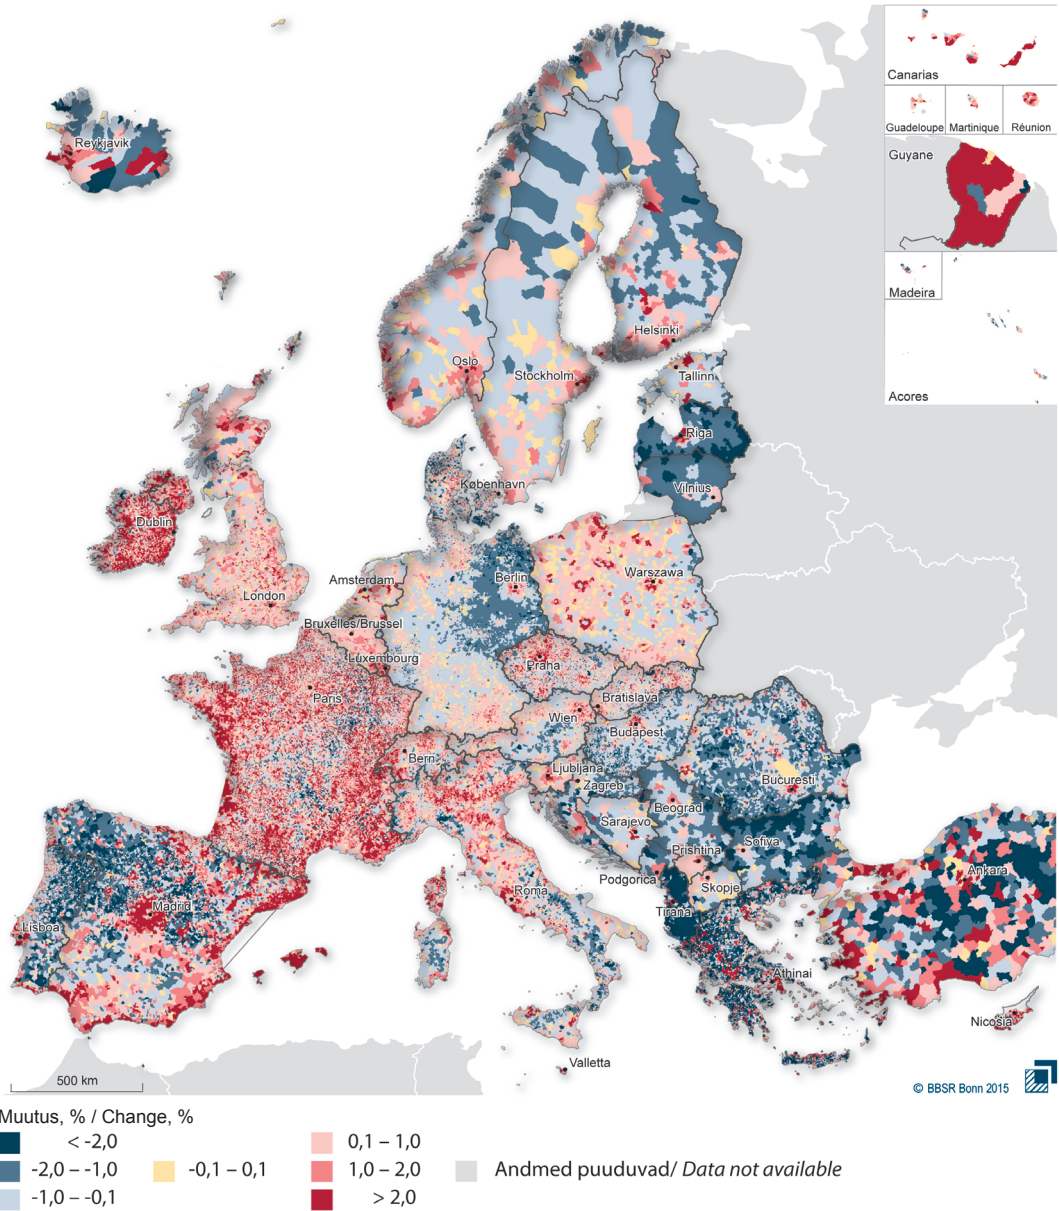 Canarias
Guadeloupe
Martinique
Réunion
Guyane
Madeira
Acores
Reykjavik
Helsinki
Oslo
Stockholm
Tallinn
Riga
København
Vilnius
Dublin
Amsterdam
Berlin
Warszawa
London
Bruxelles/Brussel
Luxembourg
Praha
Paris
Bratislava
Wien
Budapest
Bern
Ljubljana
Zagreb
Bucuresti
Beograd
Sarajevo
Sofiya
Prishtina
Ankara
Podgorica
Skopje
Roma
Madrid
Tirana
Lisboa
Athinai
Nicosia
Valletta
500 km
© BBSR Bonn 2015
Muutus, % / Change, %
< -2,0
-2,0 – -1,0
-1,0 – -0,1
-0,1 – 0,1
0,1 – 1,0
1,0 – 2,0
> 2,0
Andmed puuduvad/ Data not available